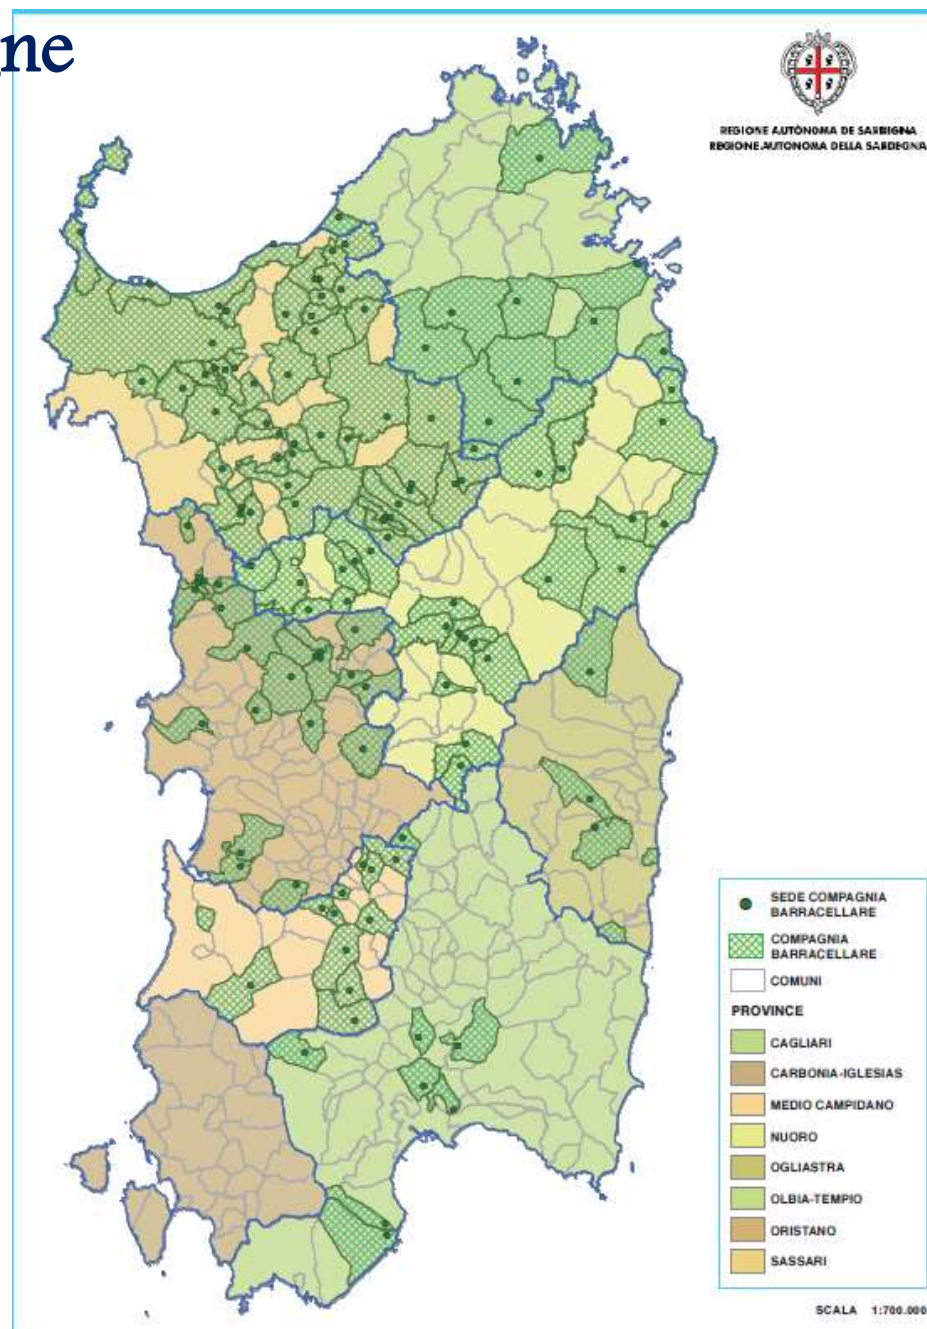 ne
REGIONE AUTÒNOMA DE SARDIGNA
REGIONE AUTONOMA DELLA SARDEGNA
SEDE COMPAGNIA
BARRACELLARE
COMPAGNIA
BARRACELLARE
COMUNI
PROVINCE
CAGLIARI
CARBONIA-IGLESIAS
MEDIO CAMPIDANO
NUORO
OGLIASTRA
OLBIA-TEMPIO
ORISTANO
SASSARI
SCALA 1:700.000